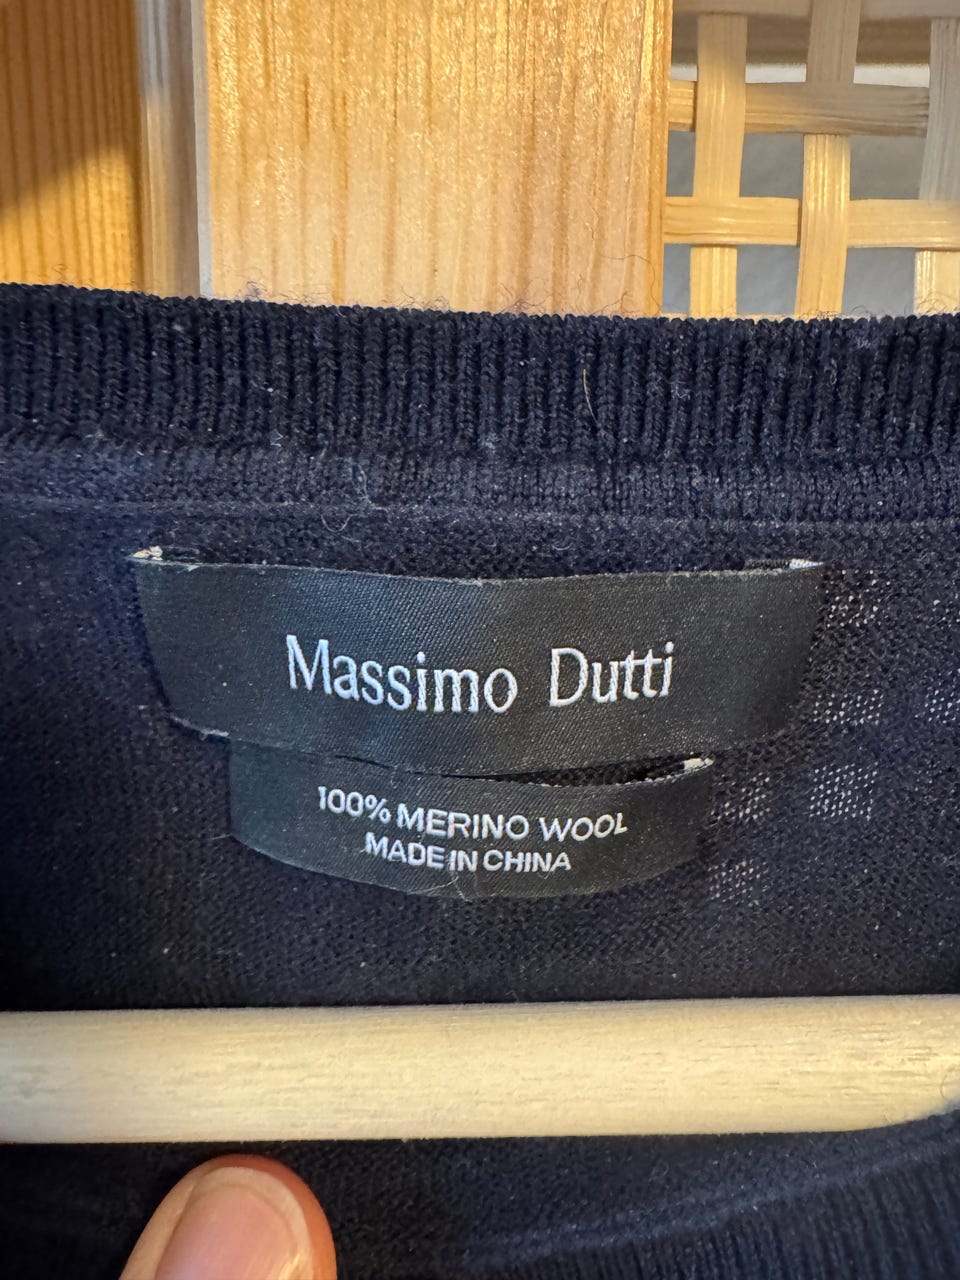 Massimo Dutti
100% MERINO WOOL
MADE IN CHINA